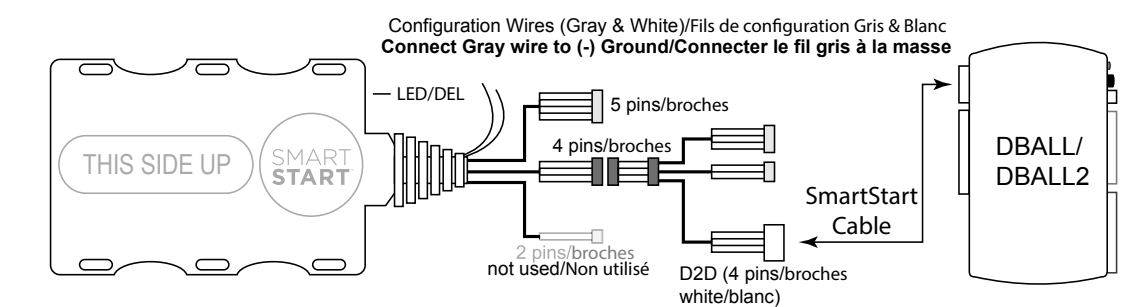 Configuration Wires (Gray & White)/Fils de configuration Gris & Blanc
Connect Gray wire to (-) Ground/Connecter le fil gris à la masse
LED/DEL
5 pins/broches
4 pins/broches
THIS SIDE UP
SMART
START
DBALL/
DBALL2
SmartStart
Cable
2 pins/broches
not used/Non utilisé
D2D (4 pins/broches
white/blanc)